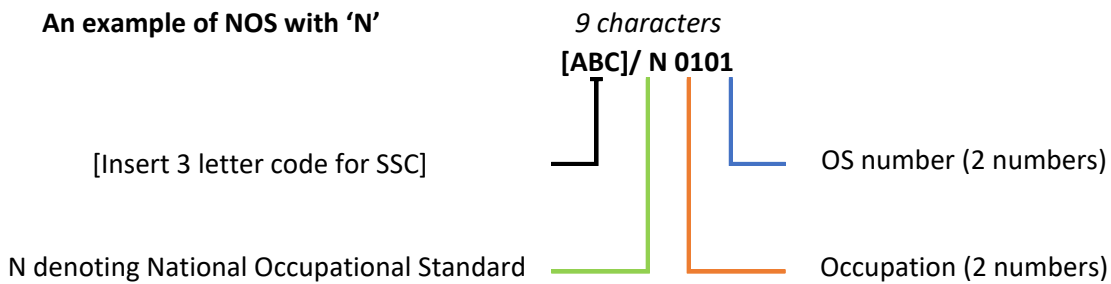 An example of NOS with ‘N’
9 characters
[ABC]/ N 0101
[Insert 3 letter code for SSC]
OS number (2 numbers)
N denoting National Occupational Standard
Occupation (2 numbers)